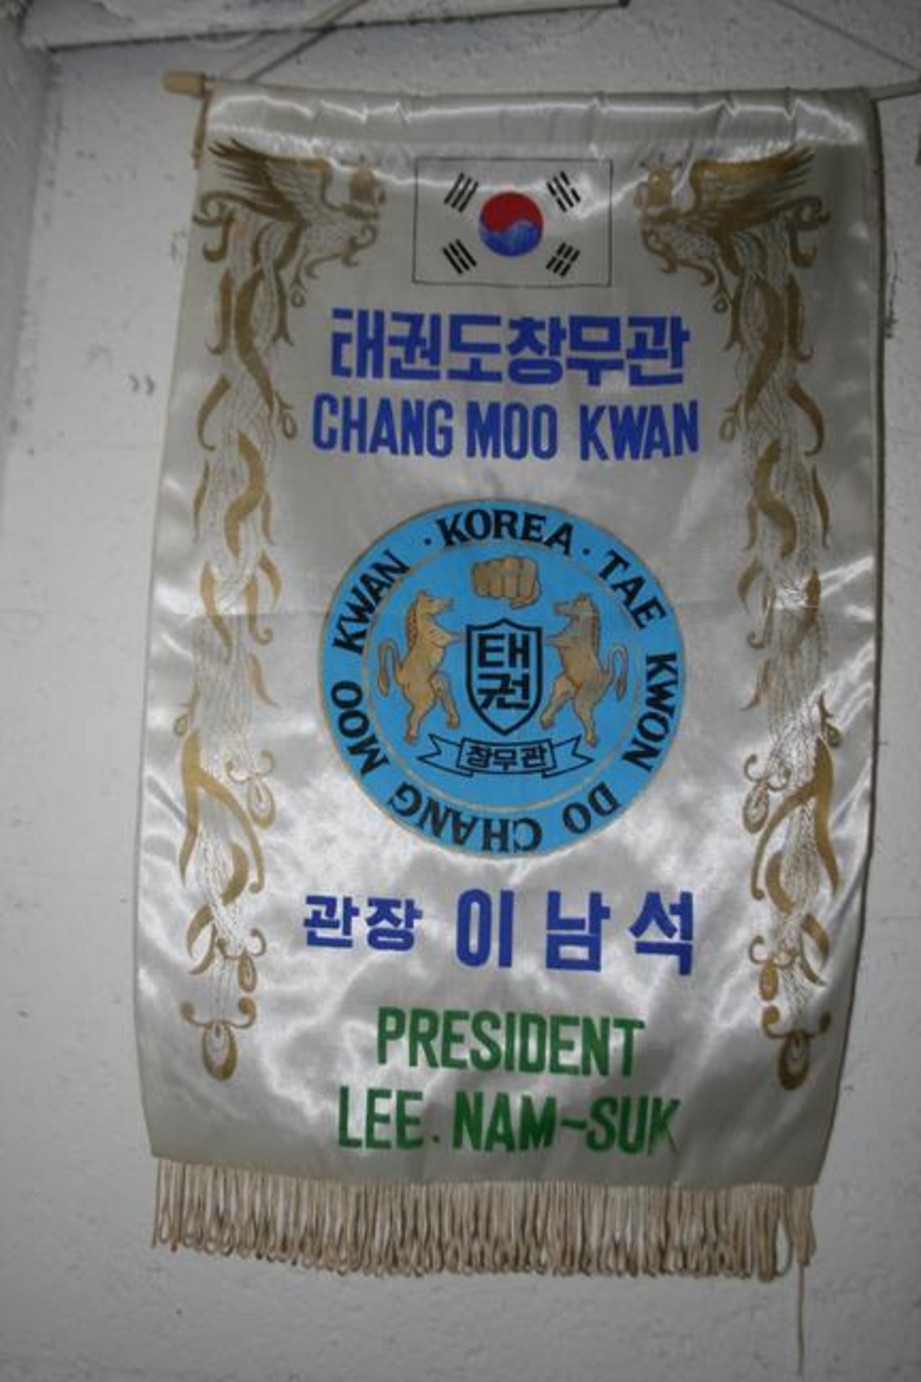 태권도창무관
CHANG MOO KWAN
· KOREA · TAE KWON DO CHANG MOO KWAN
태
권
창무관
관장 이남석
PRESIDENT
LEE. NAM-SUK